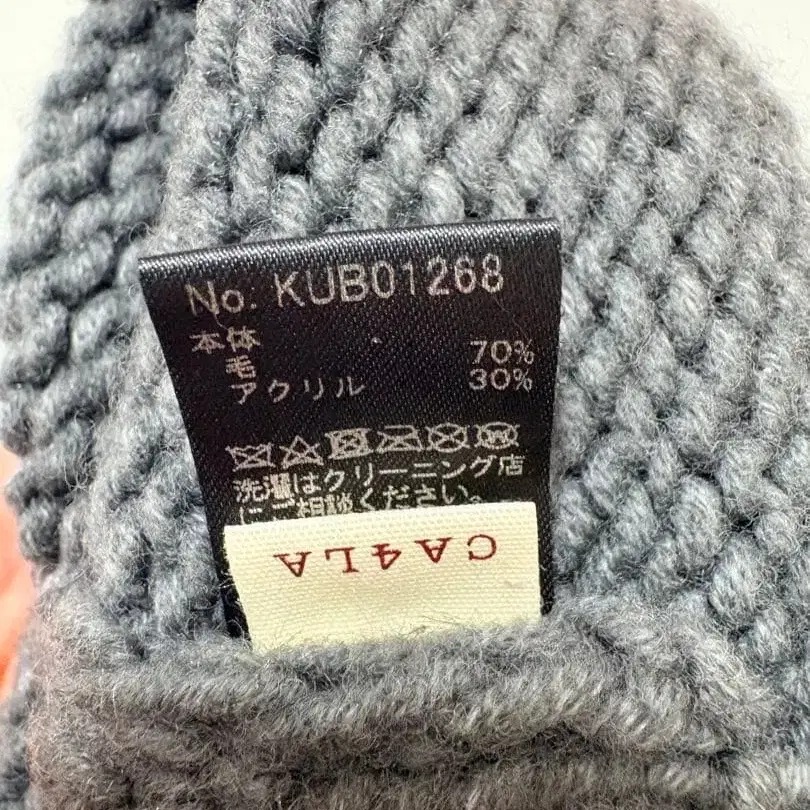 No: KUB01268
本体
毛 70%
アクリル 30%
洗濯はクリーニング店
にご相談ください。
CA4LA